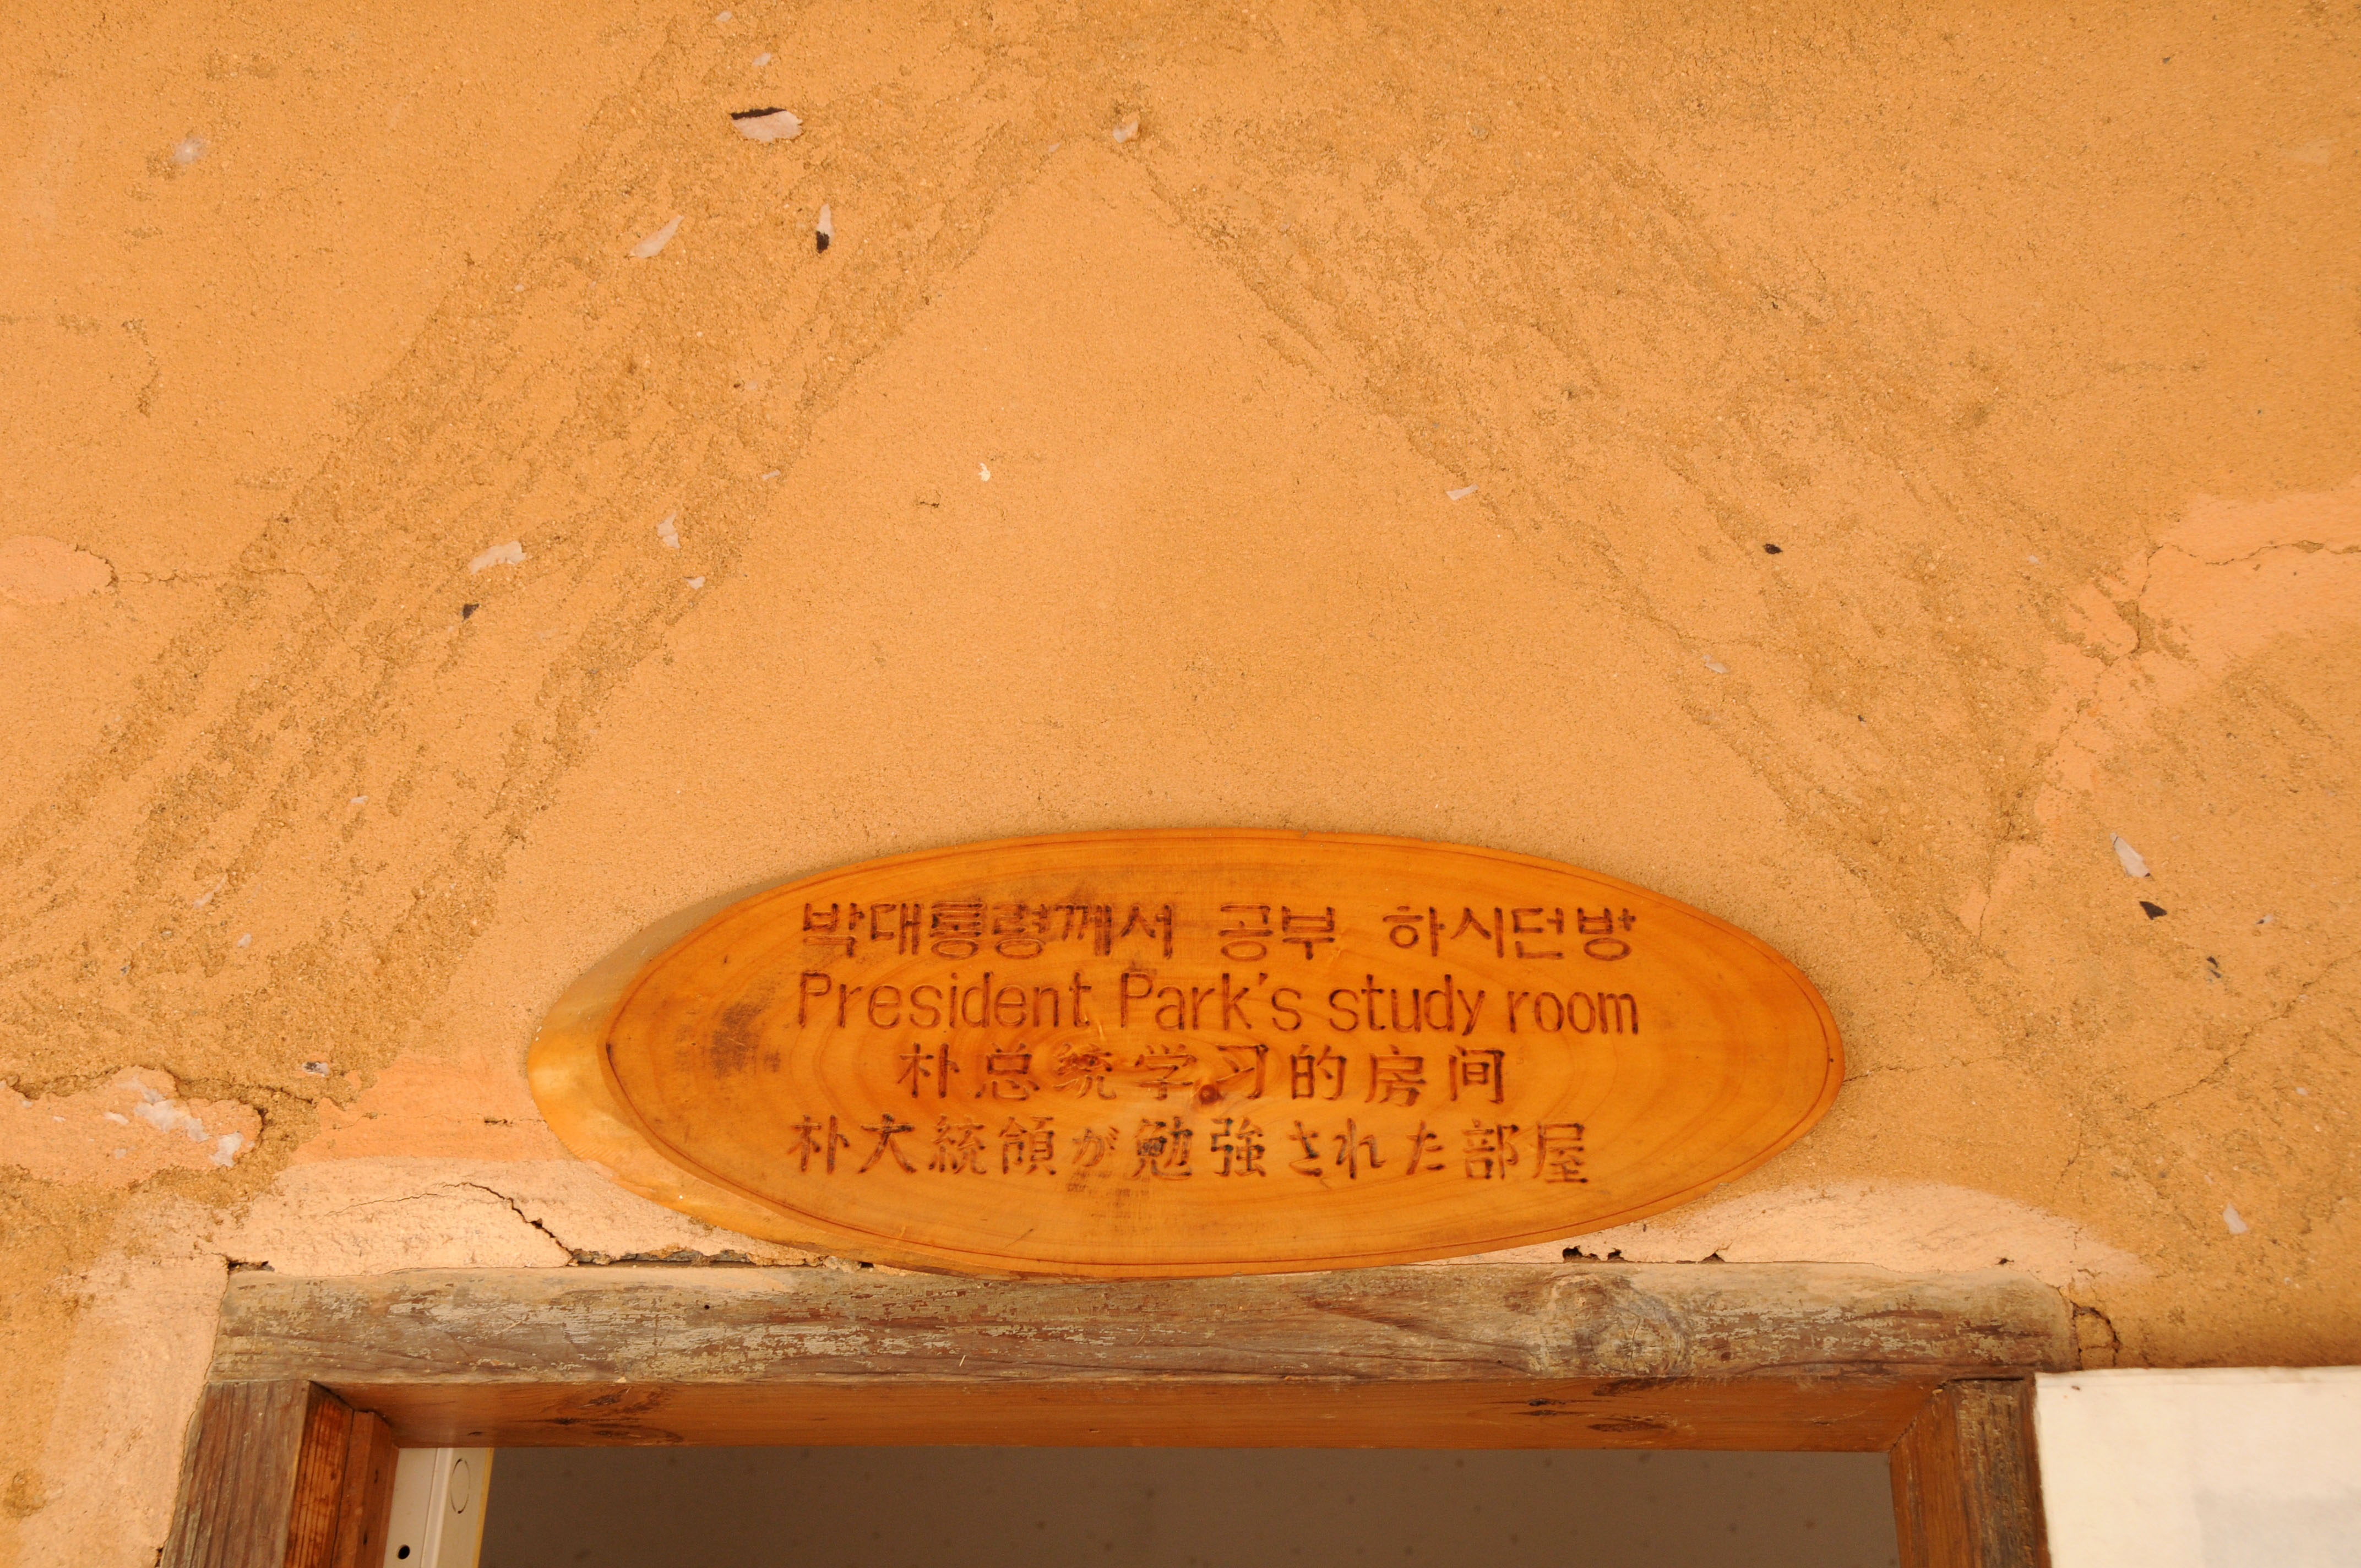 박대통령께서 공부 하시던방
President Park's study room
朴总统学习的房间
朴大統領が勉強された部屋